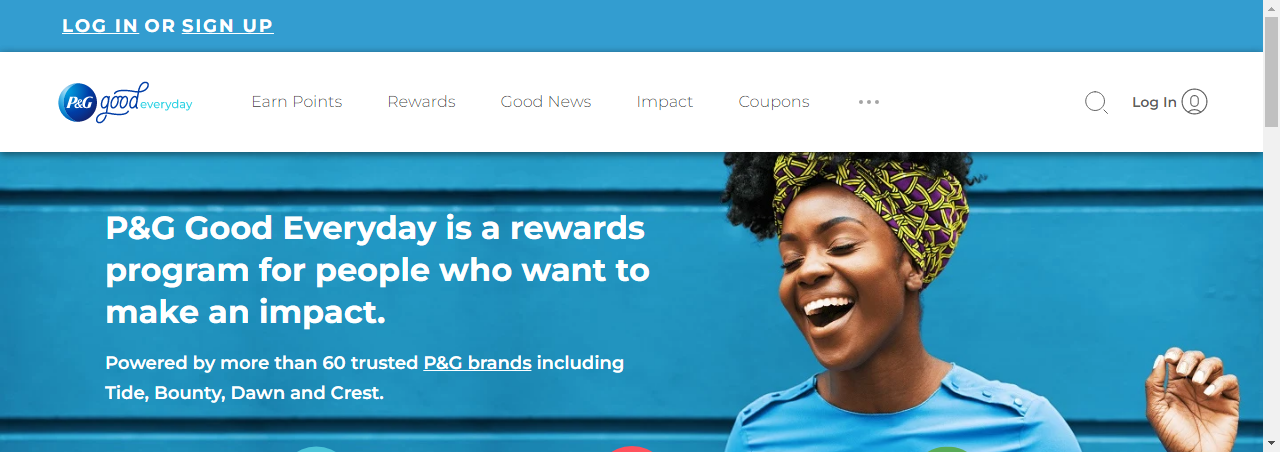 LOG IN OR SIGN UP
P&G good everyday
Earn Points Rewards Good News Impact Coupons
Log In
P&G Good Everyday is a rewards
program for people who want to
make an impact.
Powered by more than 60 trusted P&G brands including
Tide, Bounty, Dawn and Crest.